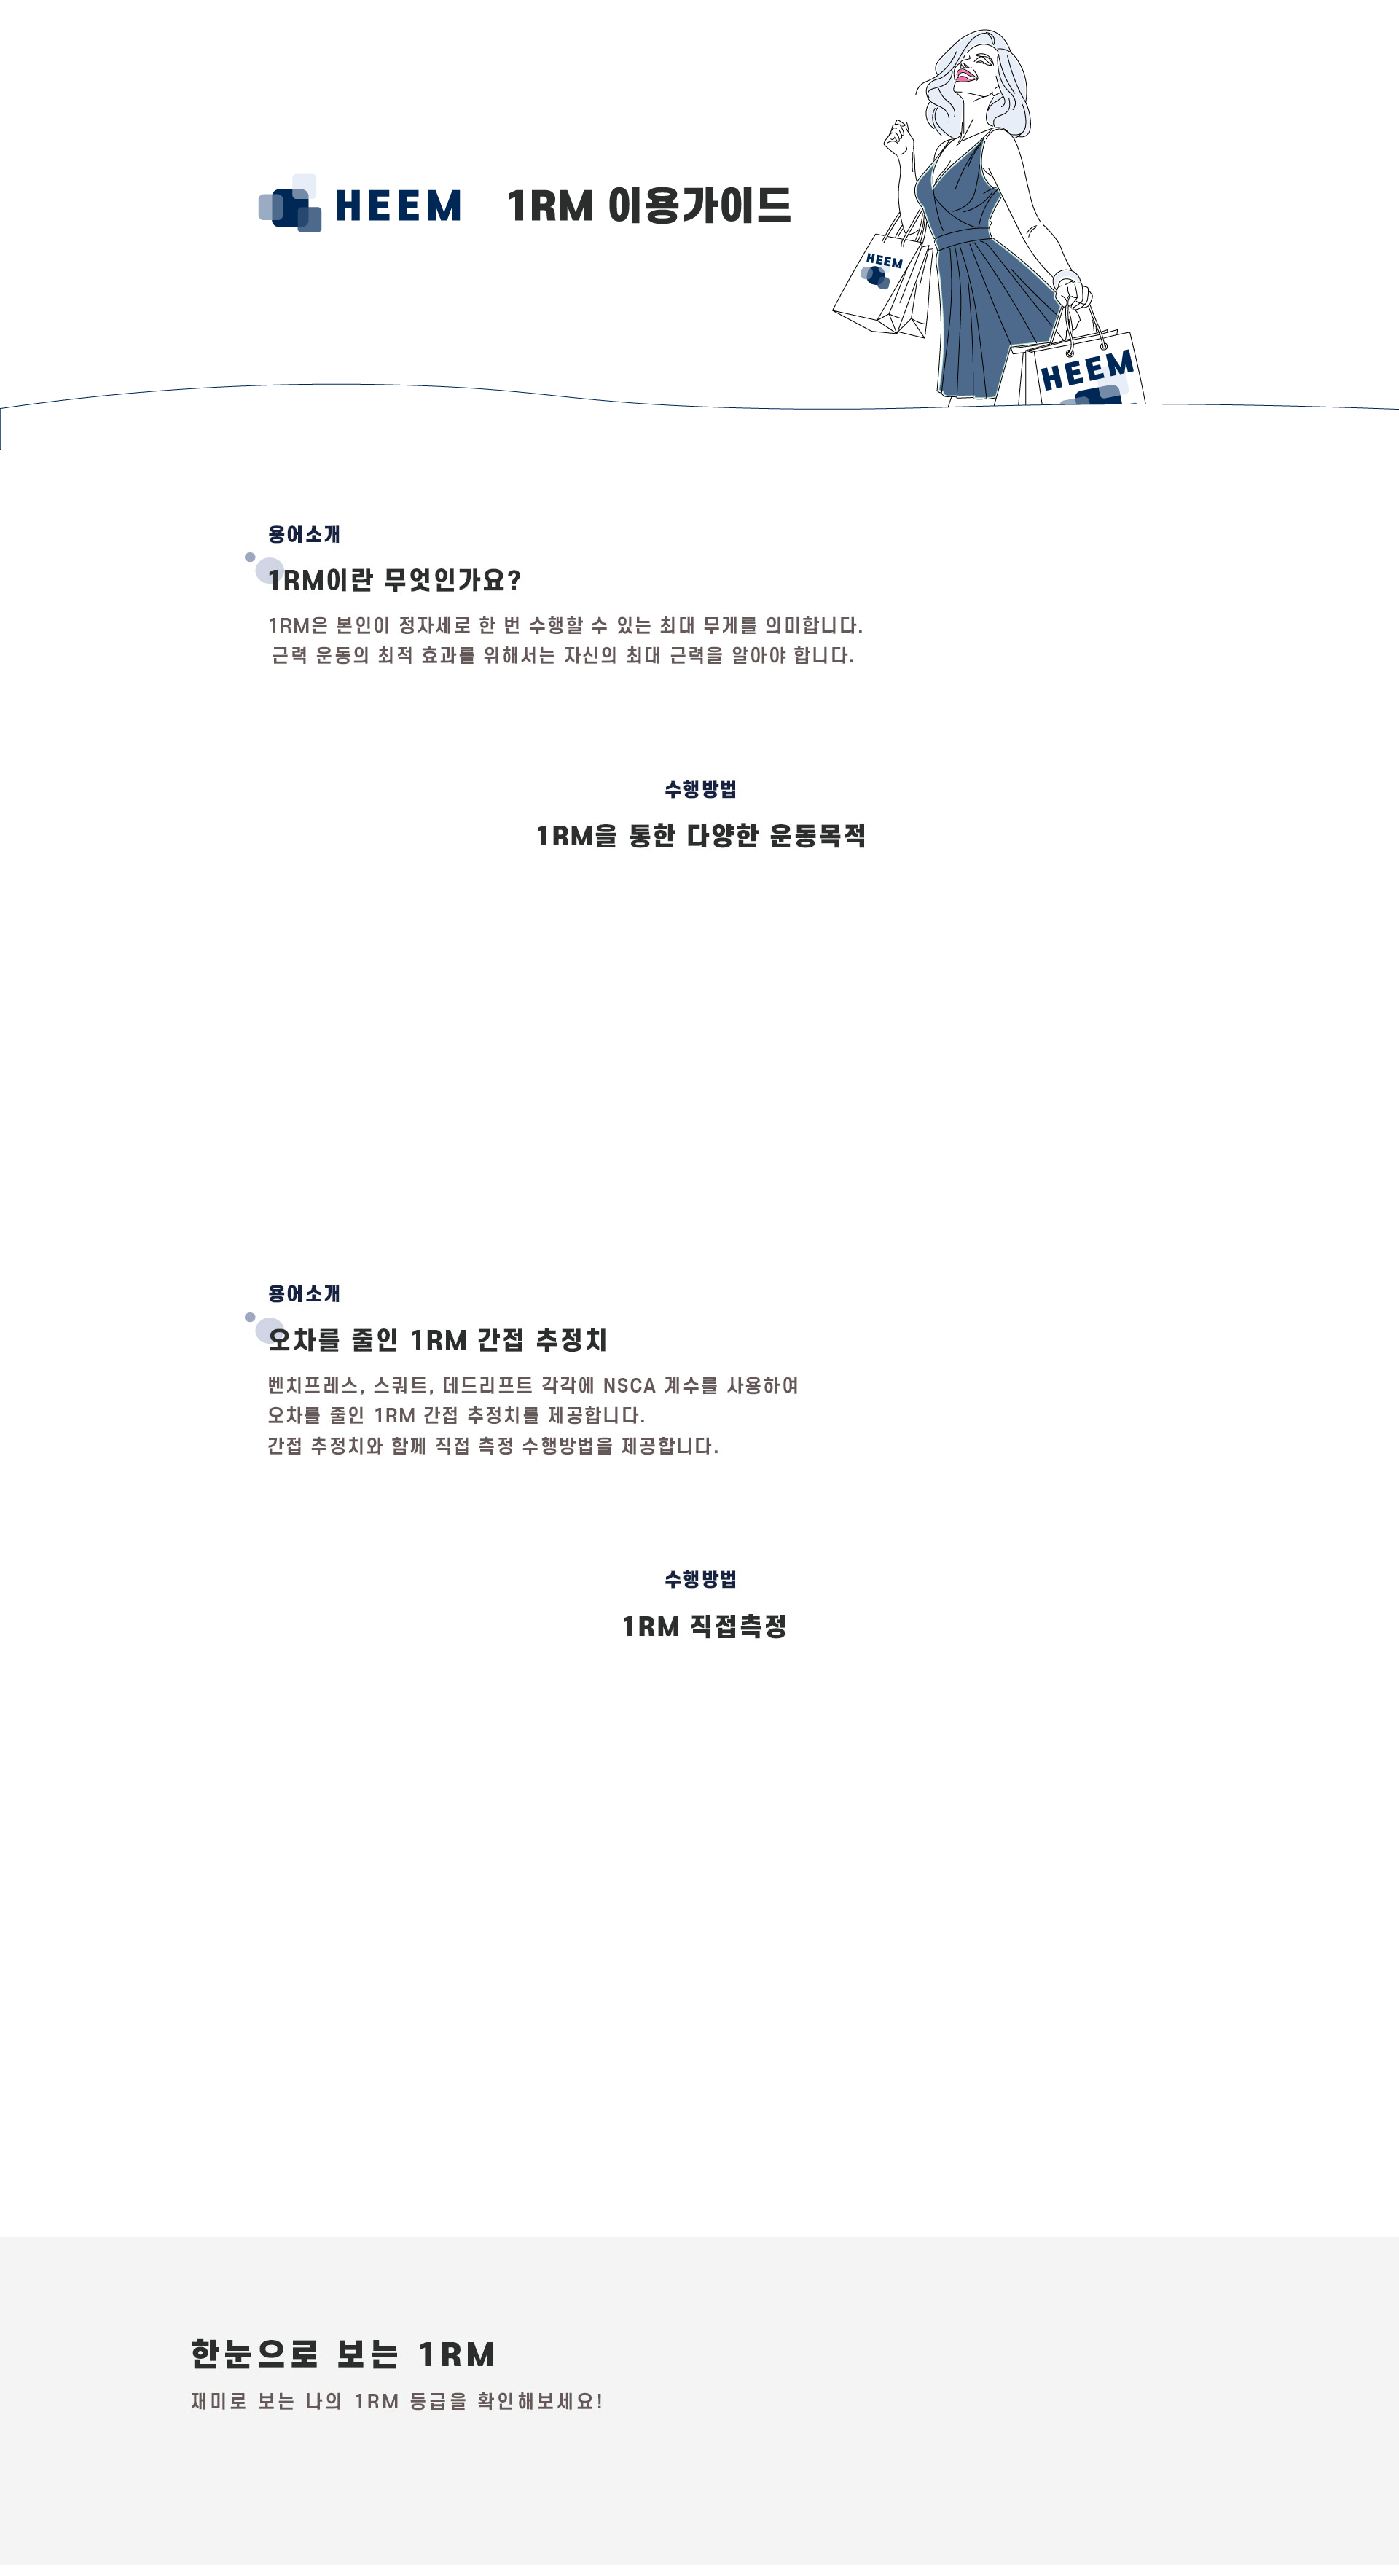 HEEM 1RM 이용가이드
HEEM
HEEM
용어소개
1RM이란 무엇인가요?
1RM은 본인이 정자세로 한 번 수행할 수 있는 최대 무게를 의미합니다.
근력 운동의 최적 효과를 위해서는 자신의 최대 근력을 알아야 합니다.
수행방법
1RM을 통한 다양한 운동목적
용어소개
오차를 줄인 1RM 간접 추정치
벤치프레스, 스쿼트, 데드리프트 각각에 NSCA 계수를 사용하여
오차를 줄인 1RM 간접 추정치를 제공합니다.
간접 추정치와 함께 직접 측정 수행방법을 제공합니다.
수행방법
1RM 직접측정
한눈으로 보는 1RM
재미로 보는 나의 1RM 등급을 확인해보세요!